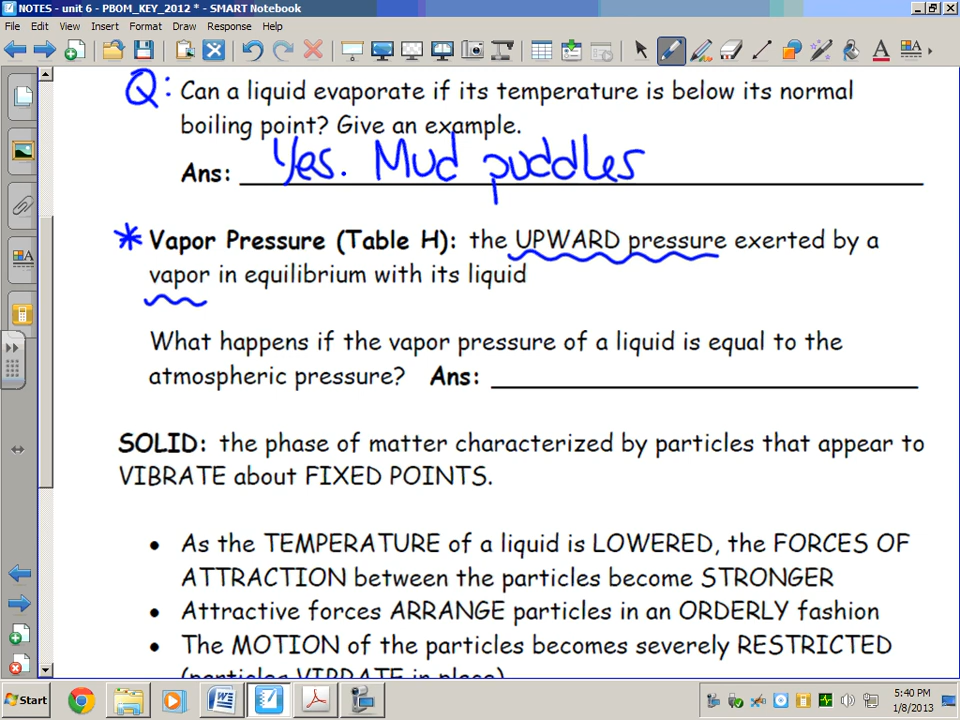 NOTES - unit 6 - PBOM_KEY_2012 * - SMART Notebook
File Edit View Insert Format Draw Response Help
Q: Can a liquid evaporate if its temperature is below its normal
boiling point? Give an example.
Ans: Yes. Mud puddles
* Vapor Pressure (Table H): the UPWARD pressure exerted by a
vapor in equilibrium with its liquid
What happens if the vapor pressure of a liquid is equal to the
atmospheric pressure? Ans:
SOLID: the phase of matter characterized by particles that appear to
VIBRATE about FIXED POINTS.
• As the TEMPERATURE of a liquid is LOWERED, the FORCES OF
ATTRACTION between the particles become STRONGER
• Attractive forces ARRANGE particles in an ORDERLY fashion
• The MOTION of the particles becomes severely RESTRICTED
(particles VIBRATE in place)
Start
5:40 PM
1/8/2013